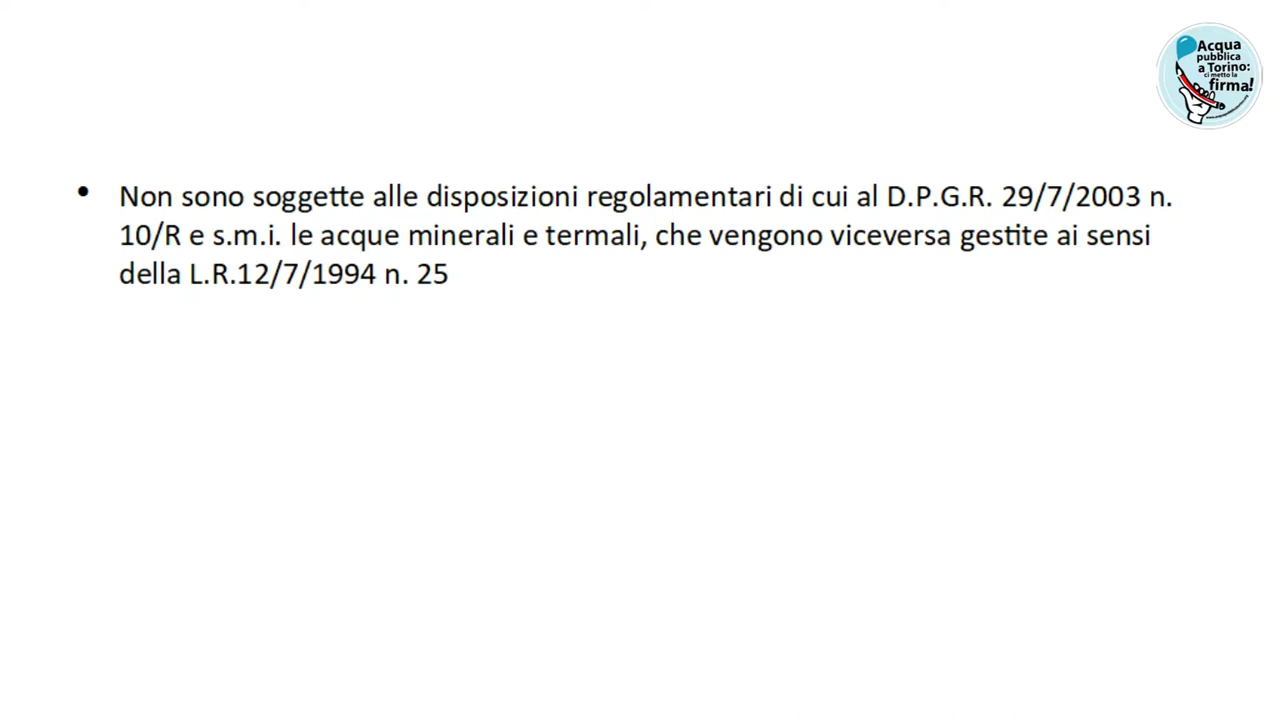 Acqua
pubblica
a Torino:
ci metto la
firma!
• Non sono soggette alle disposizioni regolamentari di cui al D.P.G.R. 29/7/2003 n.
10/R e s.m.i. le acque minerali e termali, che vengono viceversa gestite ai sensi
della L.R.12/7/1994 n. 25